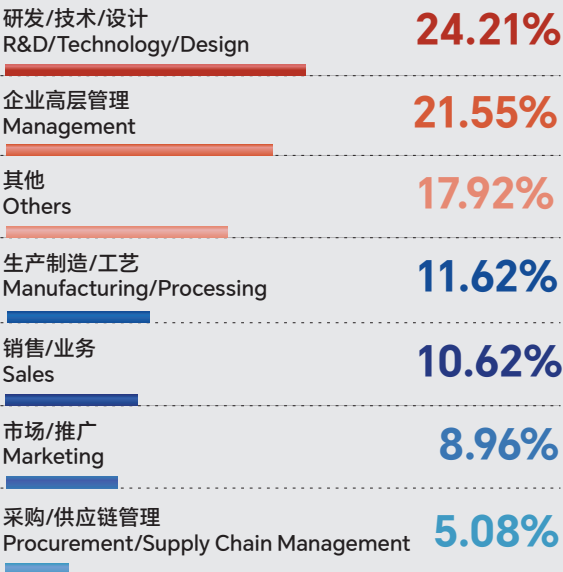 研发/技术/设计
R&D/Technology/Design
24.21%
企业高层管理
Management
21.55%
其他
Others
17.92%
生产制造/工艺
Manufacturing/Processing
11.62%
销售/业务
Sales
10.62%
市场/推广
Marketing
8.96%
采购/供应链管理
Procurement/Supply Chain Management
5.08%